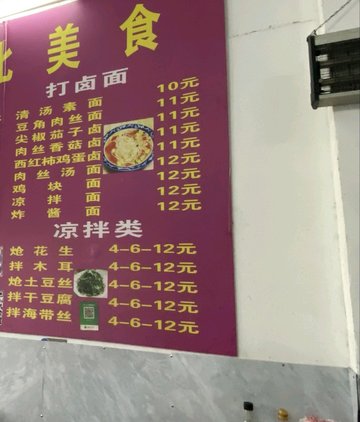 美食
打卤面
清汤素面 10元
豆角肉丝卤 11元
尖椒茄子卤 11元
肉丝香菇卤 11元
西红柿鸡蛋卤 11元
肉丝汤面 12元
鸡块面 12元
凉拌面 12元
炸酱面 12元
凉拌类
炝花生 4-6-12元
拌木耳 4-6-12元
炝土豆丝 4-6-12元
拌干豆腐 4-6-12元
拌海带丝 4-6-12元